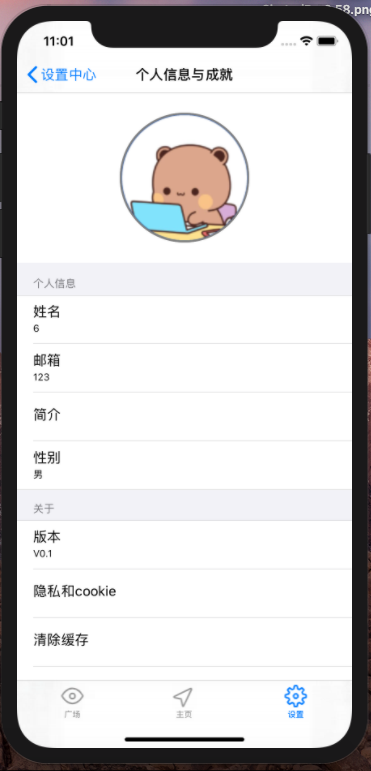 58.png
11:01
设置中心
个人信息与成就
个人信息
姓名
6
邮箱
123
简介
性别
男
关于
版本
V0.1
隐私和cookie
清除缓存
广场
主页
设置